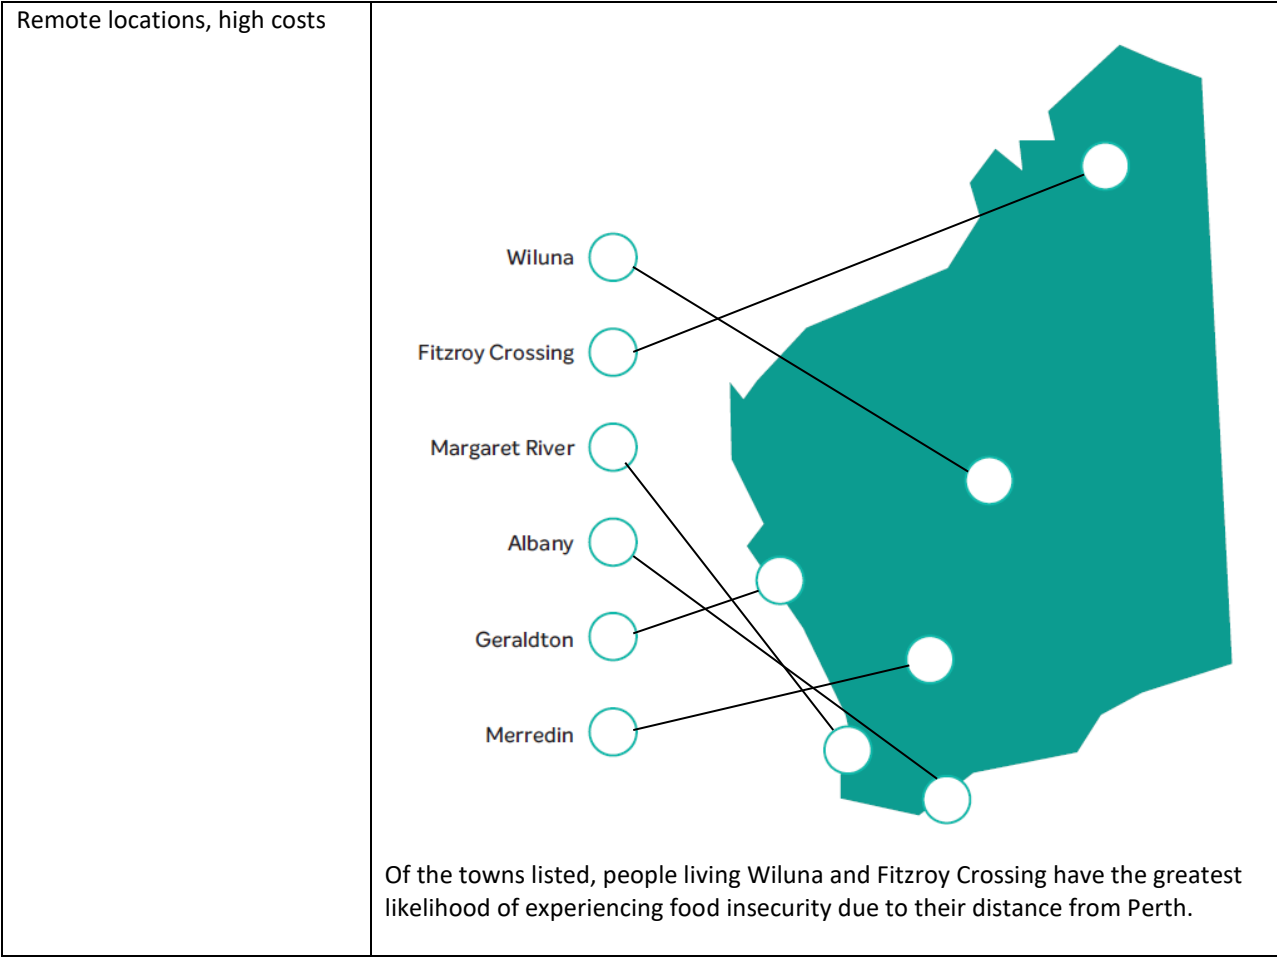 Remote locations, high costs
Wiluna
Fitzroy Crossing
Margaret River
Albany
Geraldton
Merredin
Of the towns listed, people living Wiluna and Fitzroy Crossing have the greatest
likelihood of experiencing food insecurity due to their distance from Perth.